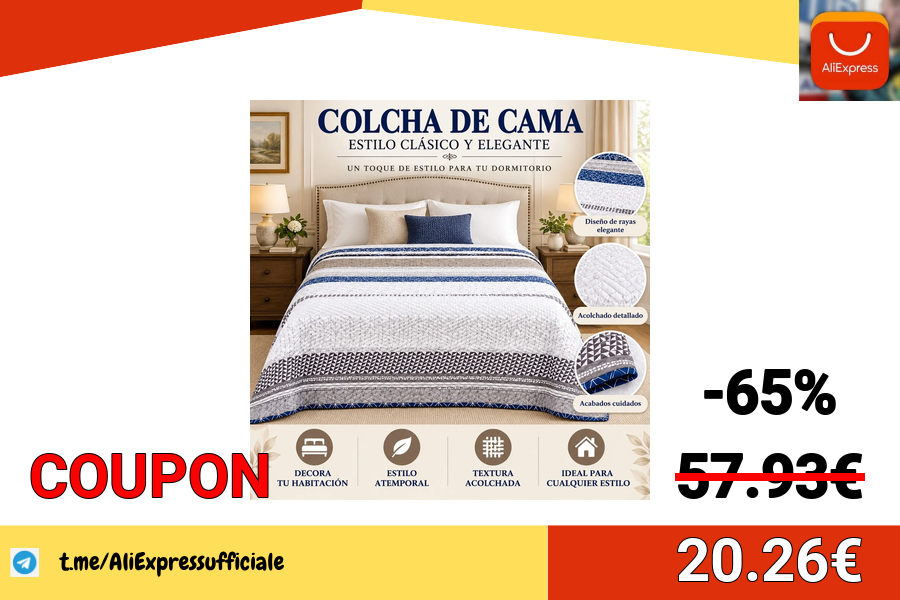 AliExpress
COLCHA DE CAMA
ESTILO CLÁSICO Y ELEGANTE
UN TOQUE DE ESTILO PARA TU DORMITORIO
Diseño de rayas
elegante
Acolchado detallado
Acabados cuidados
-65%
COUPON
57.93€
DECORA
TU HABITACIÓN
ESTILO
ATEMPORAL
TEXTURA
ACOLCHADA
IDEAL PARA
CUALQUIER ESTILO
t.me/AliExpressufficiale
20.26€